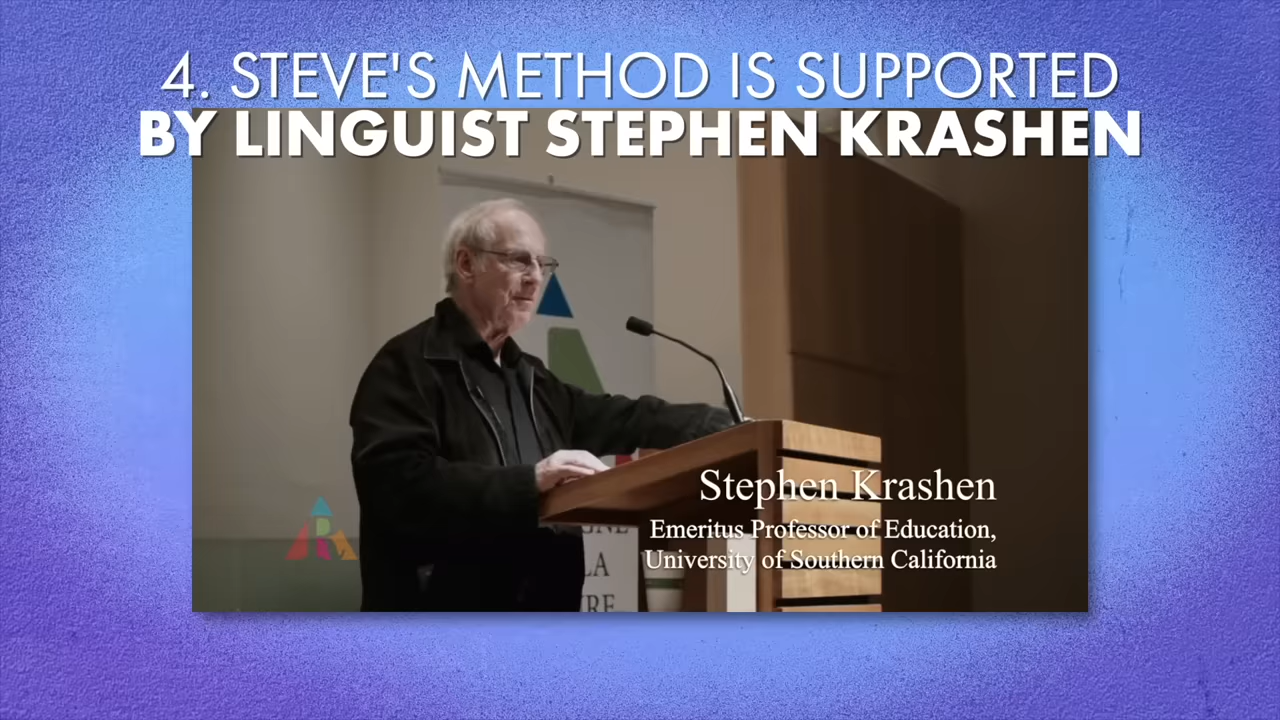 4. STEVE'S METHOD IS SUPPORTED
BY LINGUIST STEPHEN KRASHEN
Stephen Krashen
Emeritus Professor of Education,
University of Southern California
LA